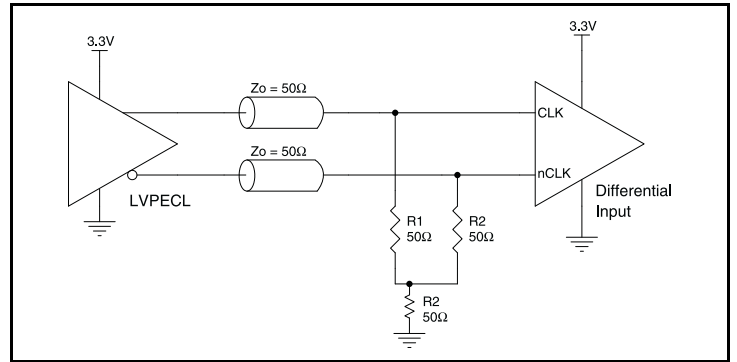 3.3V
3.3V
Zo = 50Ω
CLK
Zo = 50Ω
nCLK
LVPECL
Differential
Input
R1
50Ω
R2
50Ω
R2
50Ω